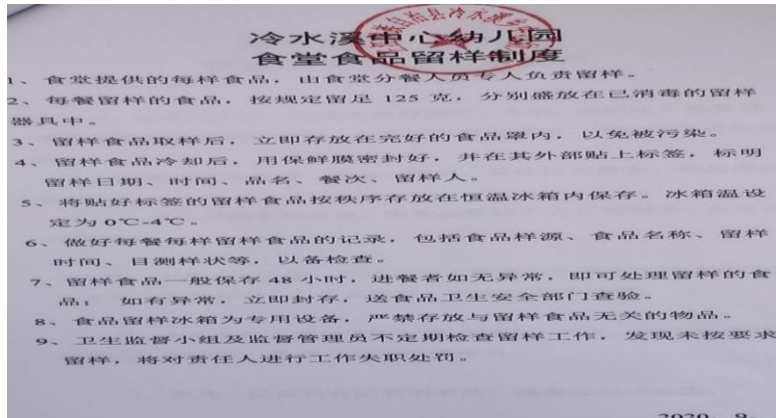 冷水溪中心幼儿园
食堂食品留样制度
1、食堂提供的每样食品，由食堂分餐人员专人负责留样。
2、每餐留样的食品，按规定留足 125 克，分别盛放在已消毒的留样
器具中。
3、留样食品取样后，立即存放在完好的食品罩内，以免被污染。
4、留样食品冷却后，用保鲜膜密封好，并在其外部贴上标签，标明
留样日期、时间、品名、餐次、留样人。
5、将贴好标签的留样食品按秩序存放在恒温冰箱内保存。冰箱温设
定为 0℃-4℃。
6、做好每餐每样留样食品的记录，包括食品样源、食品名称、留样
时间、目测样状等，以备检查。
7、留样食品一般保存 48 小时，进餐者如无异常，即可处理留样的食
品；如有异常，立即封存，送食品卫生安全部门查验。
8、食品留样冰箱为专用设备，严禁存放与留样食品无关的物品。
9、卫生监督小组及监督管理员不定期检查留样工作，发现未按要求
留样，将对责任人进行工作失职处罚。
2020、9、